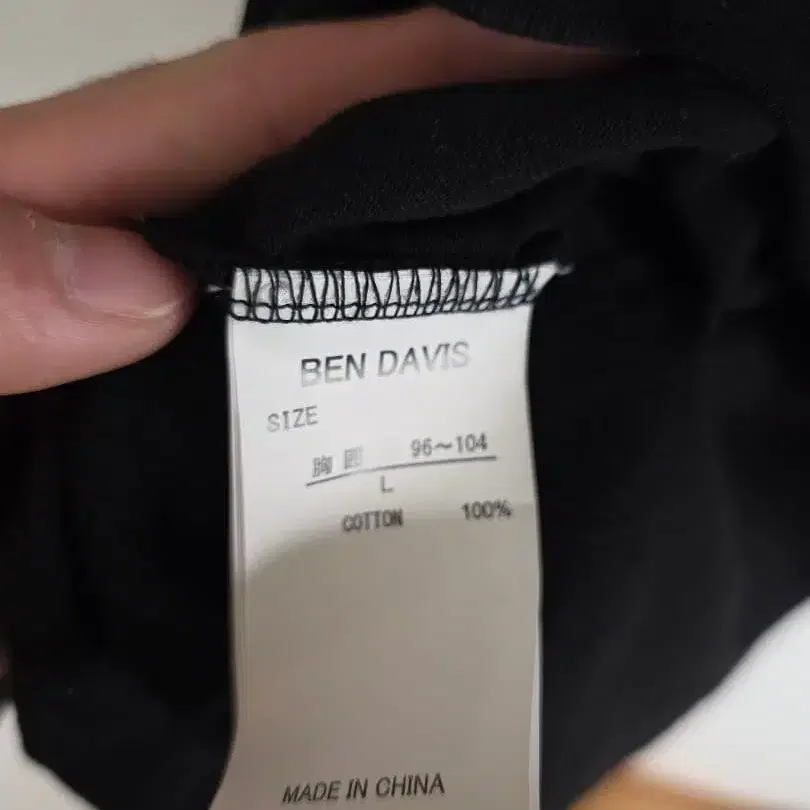 BEN DAVIS
SIZE
胸囲 96～104
L
COTTON 100%
MADE IN CHINA